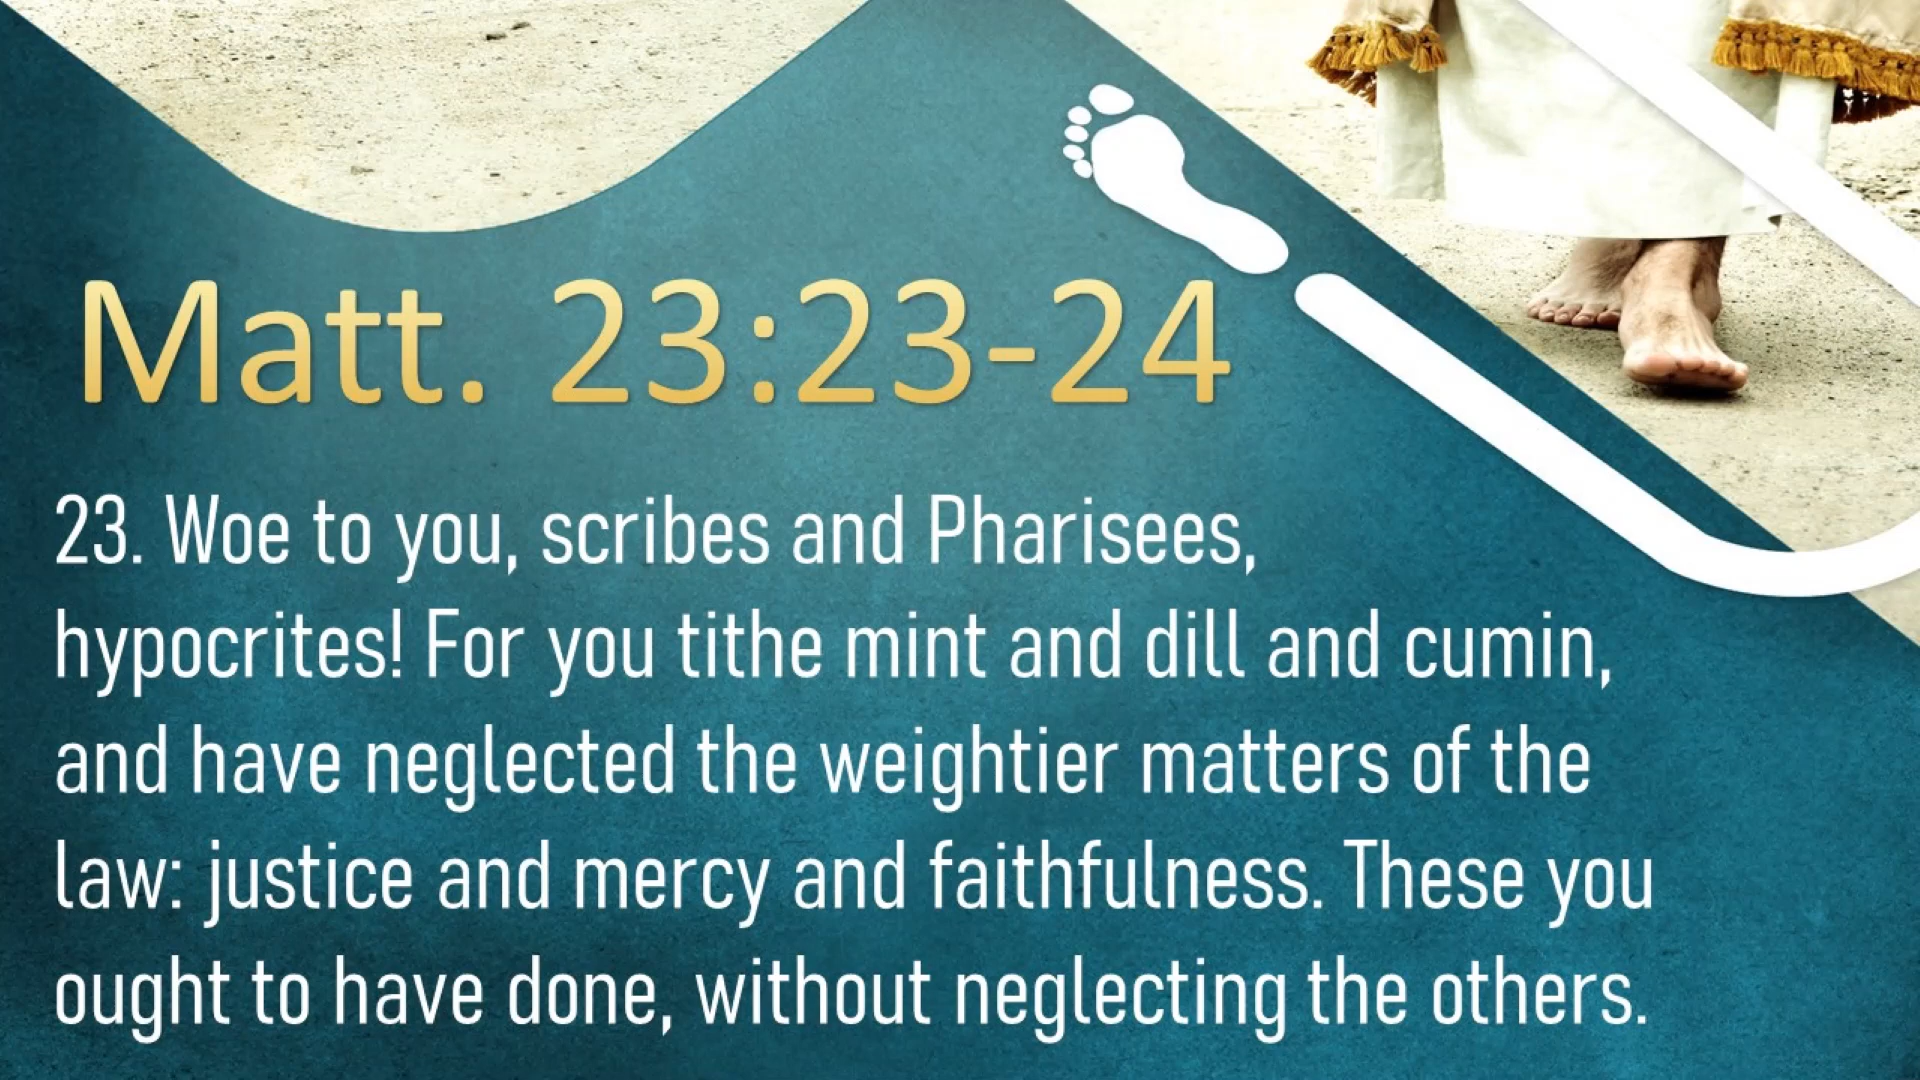 Matt. 23:23-24
23. Woe to you, scribes and Pharisees,
hypocrites! For you tithe mint and dill and cumin,
and have neglected the weightier matters of the
law: justice and mercy and faithfulness. These you
ought to have done, without neglecting the others.